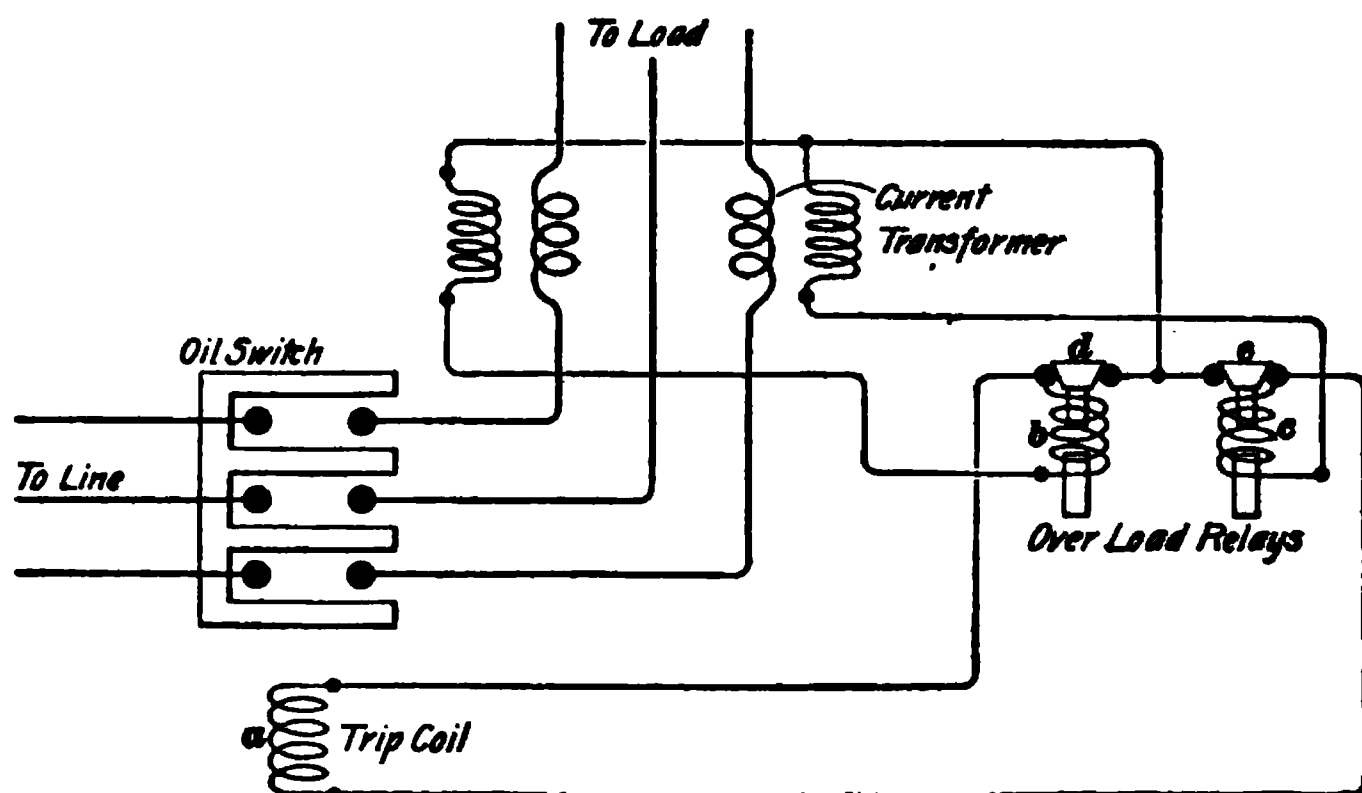 To Load
Current
Transformer
Oil Switch
d
e
b
c
To Line
Over Load Relays
a
Trip Coil